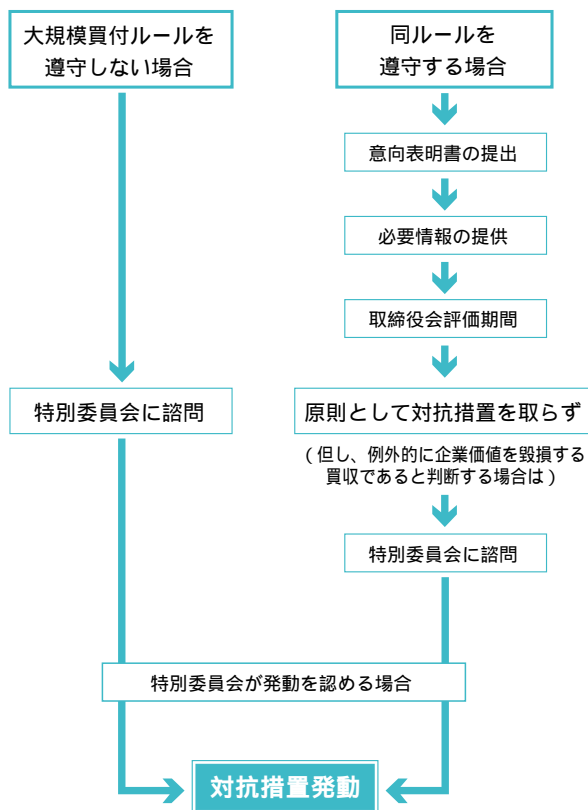 大規模買付ルールを
遵守しない場合
同ルールを
遵守する場合
意向表明書の提出
必要情報の提供
取締役会評価期間
特別委員会に諮問
原則として対抗措置を取らず
（但し、例外的に企業価値を毀損する
買収であると判断する場合は）
特別委員会に諮問
特別委員会が発動を認める場合
対抗措置発動